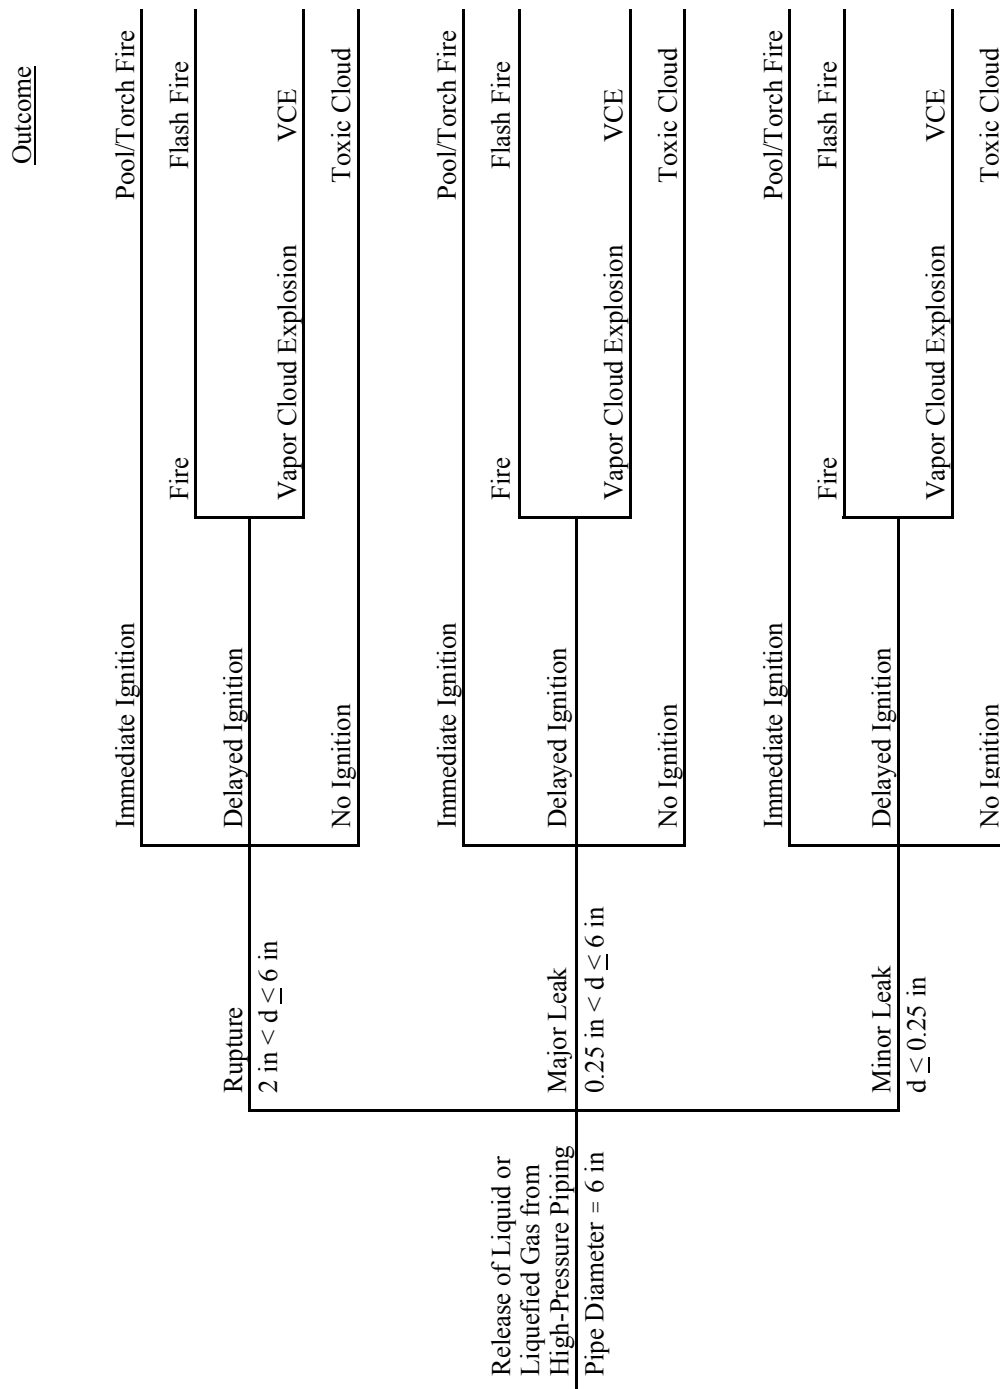 Outcome
Immediate Ignition
Pool/Torch Fire
Fire
Flash Fire
Rupture
2 in < d ≤ 6 in
Delayed Ignition
Vapor Cloud Explosion
VCE
No Ignition
Toxic Cloud
Immediate Ignition
Pool/Torch Fire
Release of Liquid or
Liquefied Gas from
High-Pressure Piping
Pipe Diameter = 6 in
Fire
Flash Fire
Major Leak
0.25 in < d ≤ 6 in
Delayed Ignition
Vapor Cloud Explosion
VCE
No Ignition
Toxic Cloud
Immediate Ignition
Pool/Torch Fire
Fire
Flash Fire
Minor Leak
d ≤ 0.25 in
Delayed Ignition
Vapor Cloud Explosion
VCE
No Ignition
Toxic Cloud